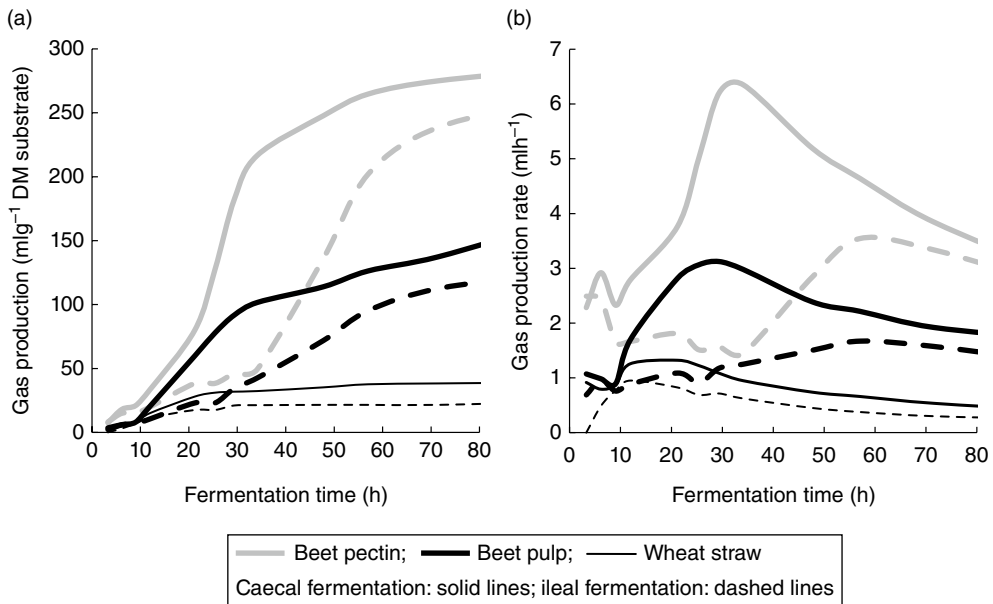 (a)
Gas production (mlg⁻¹ DM substrate)
300
250
200
150
100
50
0
0 10 20 30 40 50 60 70 80
Fermentation time (h)
(b)
Gas production rate (mlh⁻¹)
7
6
5
4
3
2
1
0
0 10 20 30 40 50 60 70 80
Fermentation time (h)
Beet pectin; Beet pulp; Wheat straw
Caecal fermentation: solid lines; ileal fermentation: dashed lines